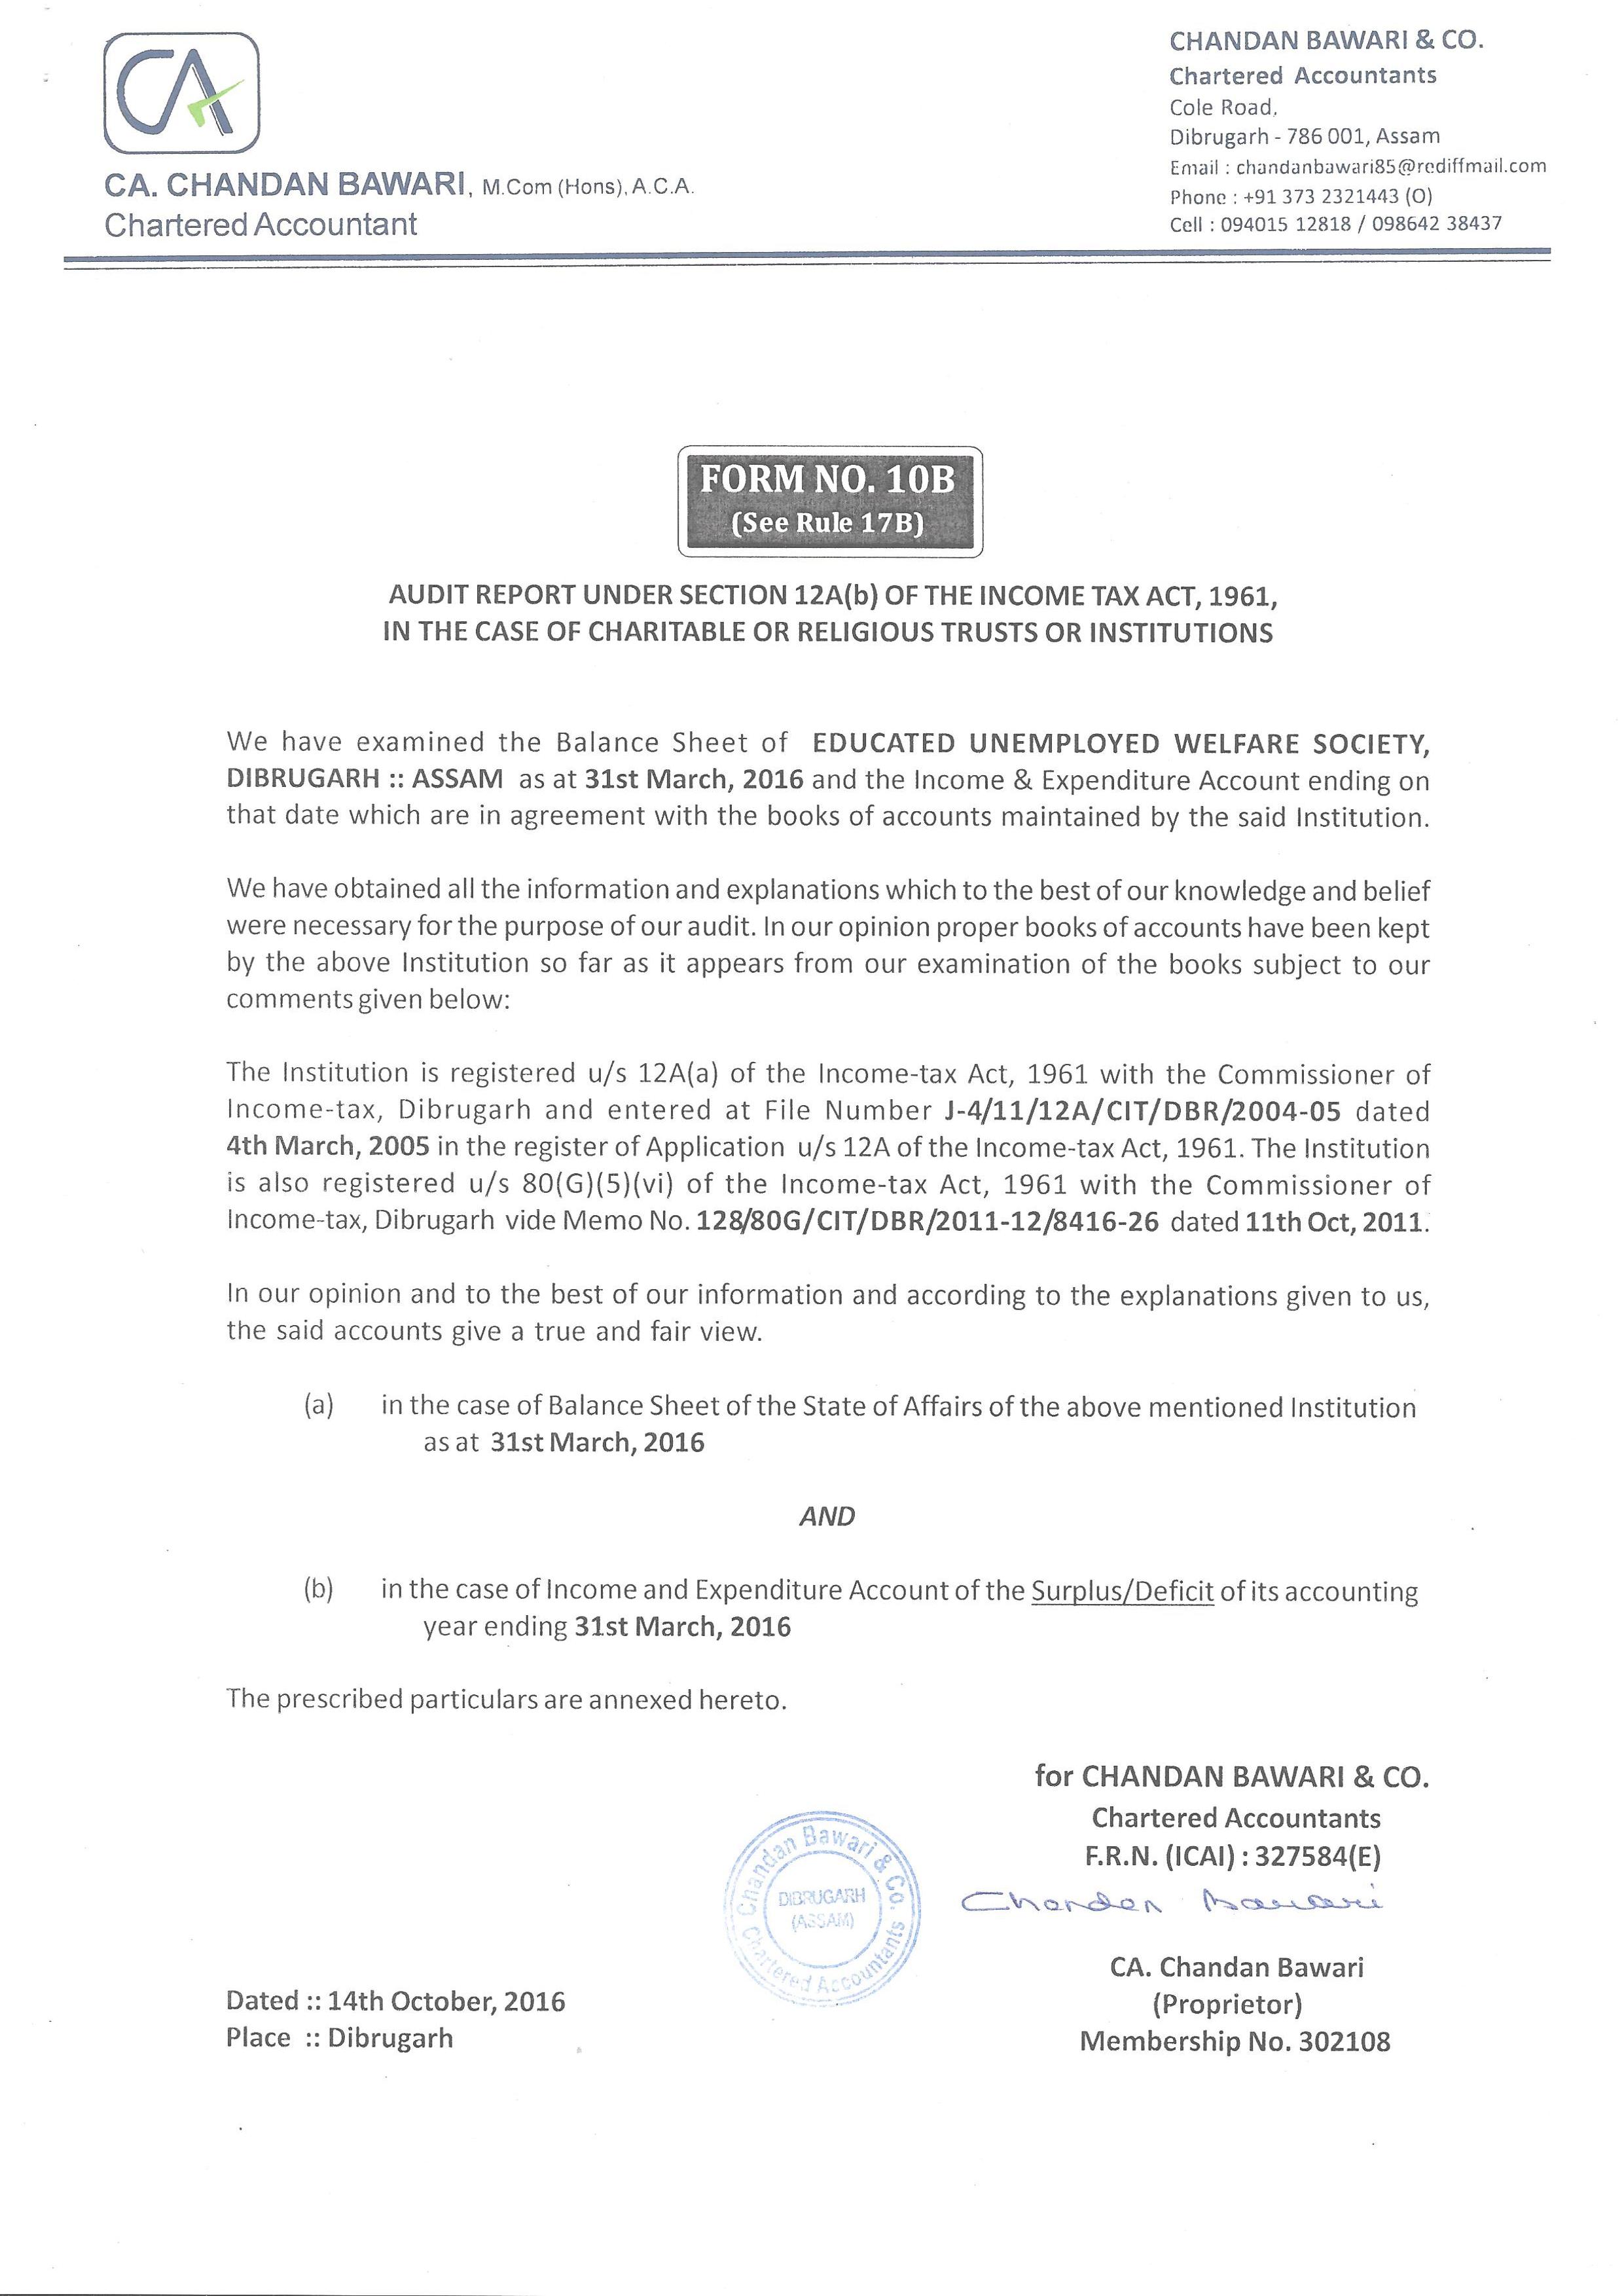 CA
CA. CHANDAN BAWARI, M.Com (Hons), A.C.A.
Chartered Accountant
CHANDAN BAWARI & CO.
Chartered Accountants
Cole Road,
Dibrugarh - 786 001, Assam
Email : chandanbawari85@rediffmail.com
Phone : +91 373 2321443 (O)
Cell : 094015 12818 / 098642 38437
FORM NO. 10B
(See Rule 17B)
AUDIT REPORT UNDER SECTION 12A(b) OF THE INCOME TAX ACT, 1961,
IN THE CASE OF CHARITABLE OR RELIGIOUS TRUSTS OR INSTITUTIONS
We have examined the Balance Sheet of EDUCATED UNEMPLOYED WELFARE SOCIETY,
DIBRUGARH :: ASSAM as at 31st March, 2016 and the Income & Expenditure Account ending on
that date which are in agreement with the books of accounts maintained by the said Institution.
We have obtained all the information and explanations which to the best of our knowledge and belief
were necessary for the purpose of our audit. In our opinion proper books of accounts have been kept
by the above Institution so far as it appears from our examination of the books subject to our
comments given below:
The Institution is registered u/s 12A(a) of the Income-tax Act, 1961 with the Commissioner of
Income-tax, Dibrugarh and entered at File Number J-4/11/12A/CIT/DBR/2004-05 dated
4th March, 2005 in the register of Application u/s 12A of the Income-tax Act, 1961. The Institution
is also registered u/s 80(G)(5)(vi) of the Income-tax Act, 1961 with the Commissioner of
Income-tax, Dibrugarh vide Memo No. 128/80G/CIT/DBR/2011-12/8416-26 dated 11th Oct, 2011.
In our opinion and to the best of our information and according to the explanations given to us,
the said accounts give a true and fair view.
(a) in the case of Balance Sheet of the State of Affairs of the above mentioned Institution
as at 31st March, 2016
AND
(b) in the case of Income and Expenditure Account of the Surplus/Deficit of its accounting
year ending 31st March, 2016
The prescribed particulars are annexed hereto.
for CHANDAN BAWARI & CO.
Chartered Accountants
F.R.N. (ICAI) : 327584(E)
Chandan Bawari
CA. Chandan Bawari
(Proprietor)
Membership No. 302108
Chandan Bawari & Co.
DIBRUGARH
(ASSAM)
Chartered Accountants
Dated :: 14th October, 2016
Place :: Dibrugarh